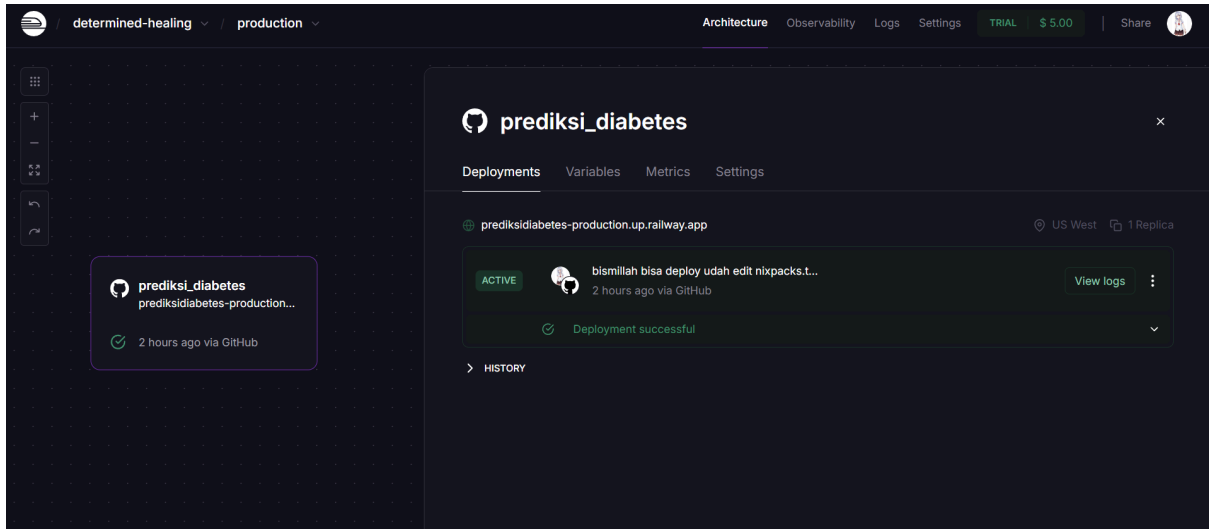 / determined-healing / production
Architecture Observability Logs Settings TRIAL $ 5.00 Share
prediksi_diabetes
Deployments Variables Metrics Settings
prediksidiabetes-production.up.railway.app US West 1 Replica
ACTIVE bismillah bisa deploy udah edit nixpacks.t... View logs
2 hours ago via GitHub
Deployment successful
HISTORY
prediksi_diabetes
prediksidiabetes-production...
2 hours ago via GitHub